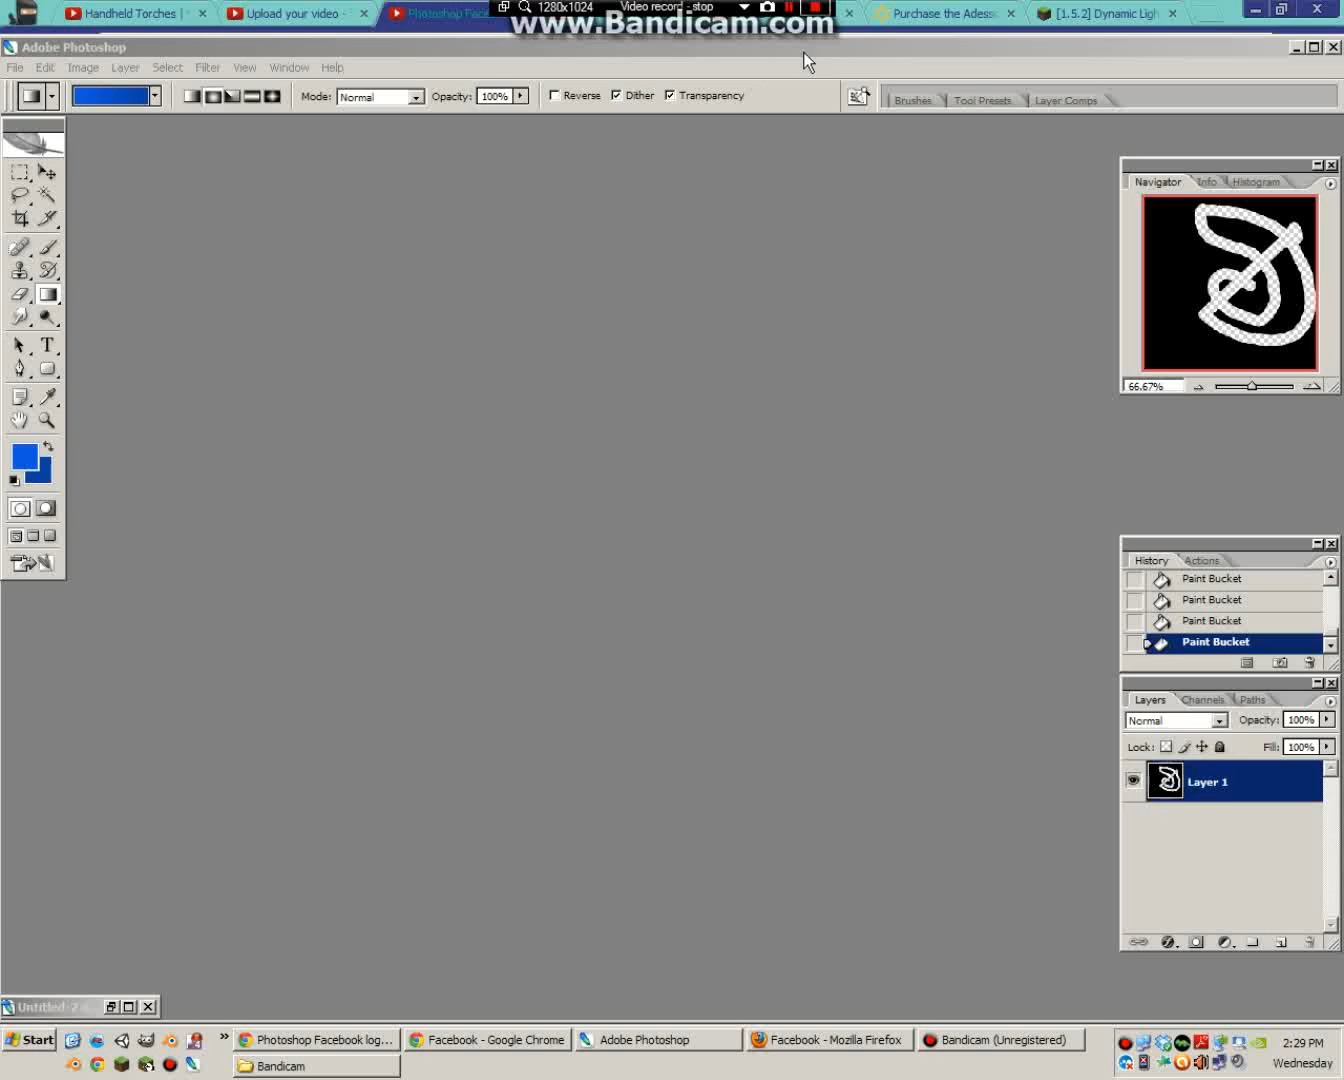 Handheld Torches |
Upload your video -
Photoshop Face
1280x1024
Video record - stop
Purchase the Adess
[1.5.2] Dynamic Ligh
www.Bandicam.com
Adobe Photoshop
File Edit Image Layer Select Filter View Window Help
Mode: Normal Opacity: 100% Reverse Dither Transparency
Brushes Tool Presets Layer Comps
Navigator Info Histogram
66.67%
History Actions
Paint Bucket
Paint Bucket
Paint Bucket
Paint Bucket
Layers Channels Paths
Normal Opacity: 100%
Lock: Fill: 100%
Layer 1
Untitled-2
Start
Photoshop Facebook log...
Facebook - Google Chrome
Adobe Photoshop
Facebook - Mozilla Firefox
Bandicam (Unregistered)
2:29 PM
Bandicam
Wednesday